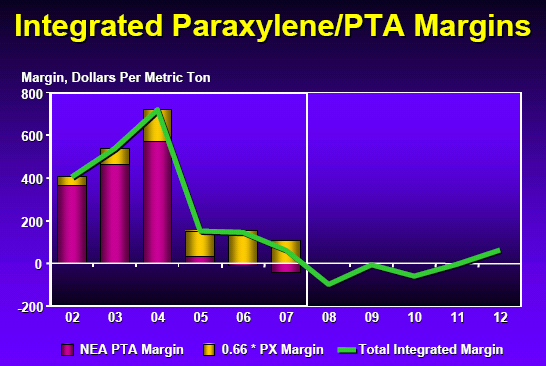 Integrated Paraxylene/PTA Margins
Margin, Dollars Per Metric Ton
800
600
400
200
0
-200
02 03 04 05 06 07 08 09 10 11 12
NEA PTA Margin 0.66 * PX Margin Total Integrated Margin